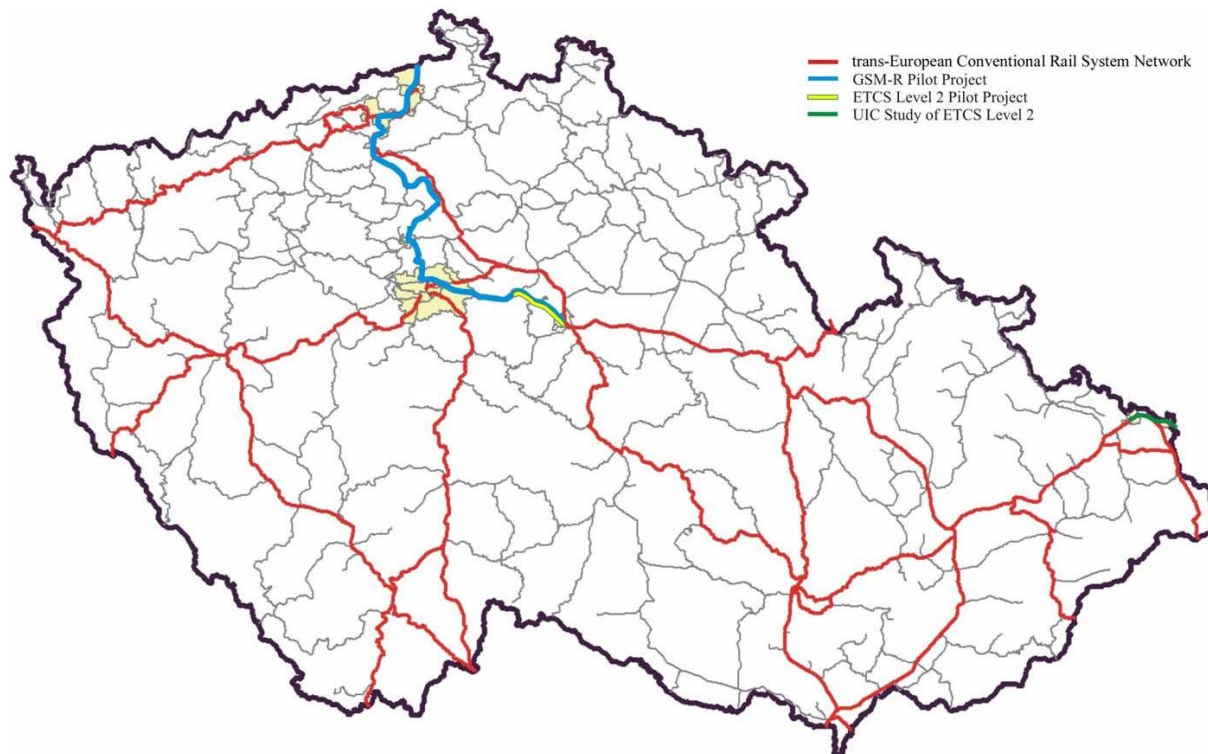 trans-European Conventional Rail System Network
GSM-R Pilot Project
ETCS Level 2 Pilot Project
UIC Study of ETCS Level 2